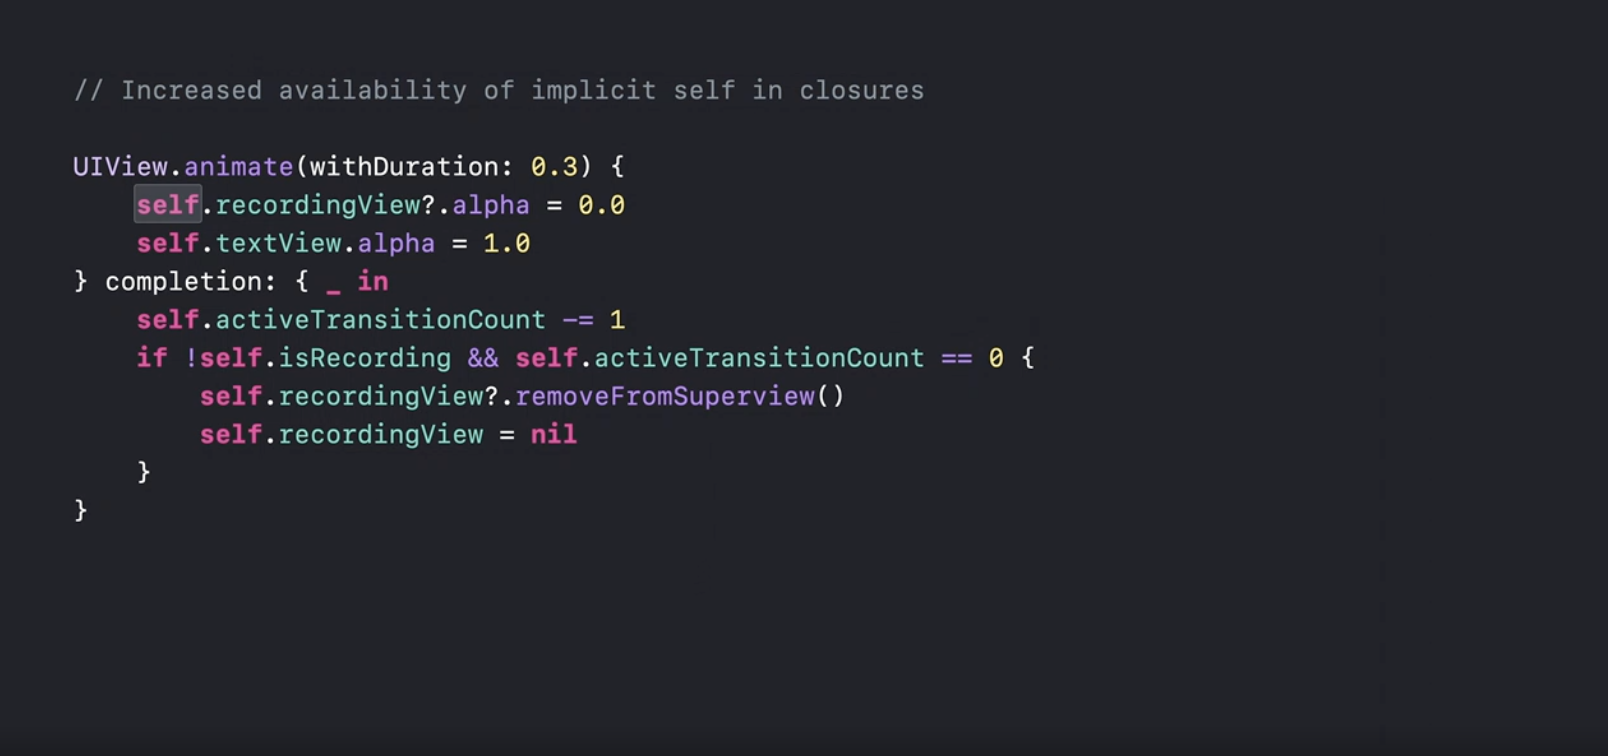 // Increased availability of implicit self in closures
UIView.animate(withDuration: 0.3) {
    self.recordingView?.alpha = 0.0
    self.textView.alpha = 1.0
} completion: { _ in
    self.activeTransitionCount -= 1
    if !self.isRecording && self.activeTransitionCount == 0 {
        self.recordingView?.removeFromSuperview()
        self.recordingView = nil
    }
}